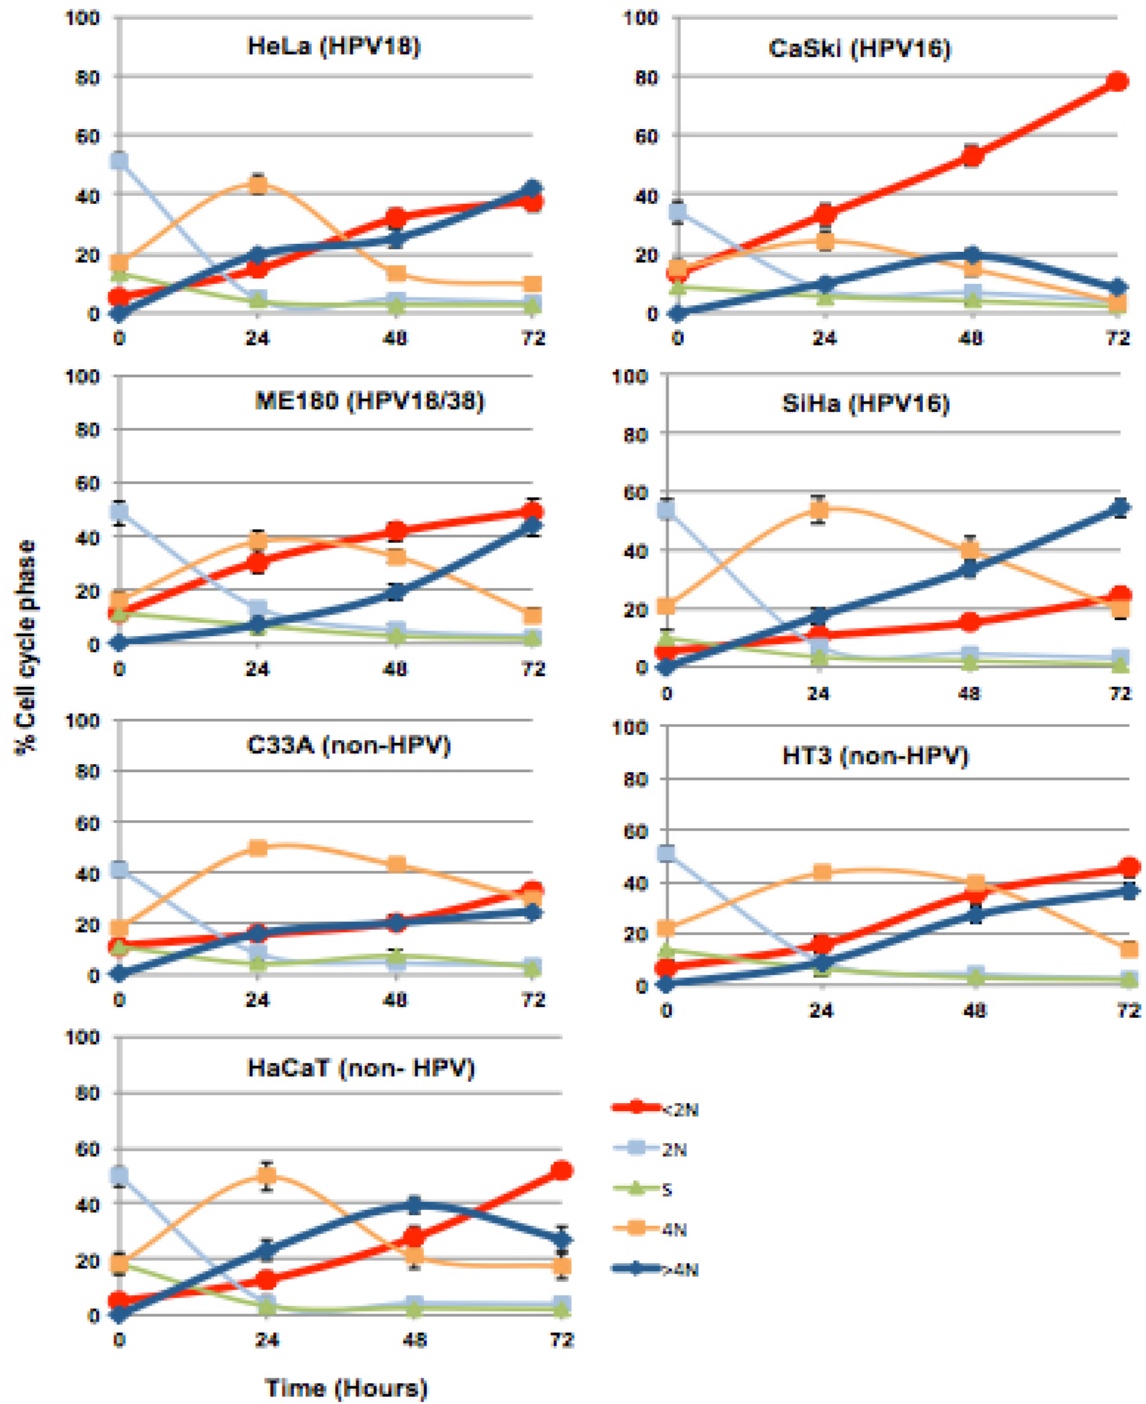 HeLa (HPV18)
100
80
60
40
20
0
0 24 48 72
CaSki (HPV16)
100
80
60
40
20
0
0 24 48 72
ME180 (HPV18/38)
100
80
60
40
20
0
0 24 48 72
SiHa (HPV16)
100
80
60
40
20
0
0 24 48 72
% Cell cycle phase
C33A (non-HPV)
100
80
60
40
20
0
0 24 48 72
HT3 (non-HPV)
100
80
60
40
20
0
0 24 48 72
HaCaT (non- HPV)
100
80
60
40
20
0
0 24 48 72
Time (Hours)
<2N
2N
S
4N
>4N